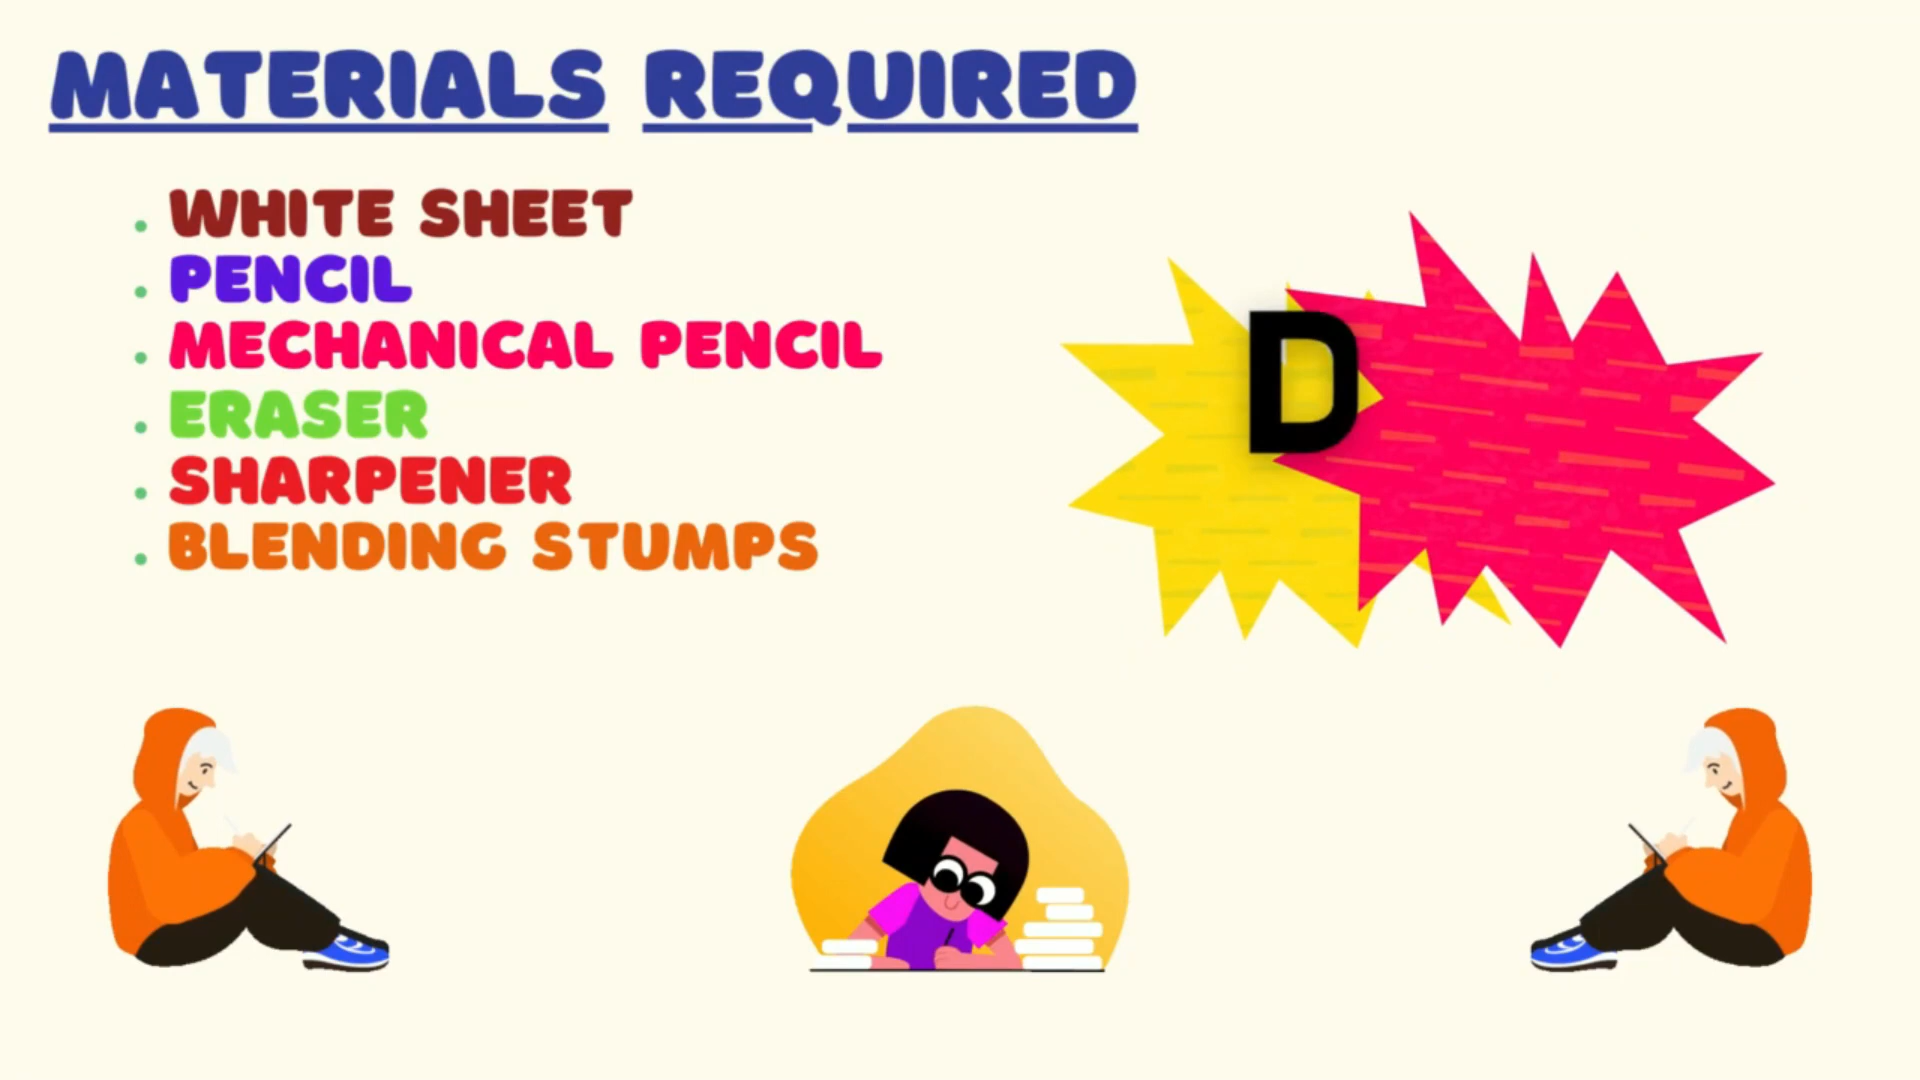 MATERIALS REQUIRED
WHITE SHEET
PENCIL
MECHANICAL PENCIL
ERASER
SHARPENER
BLENDING STUMPS
D